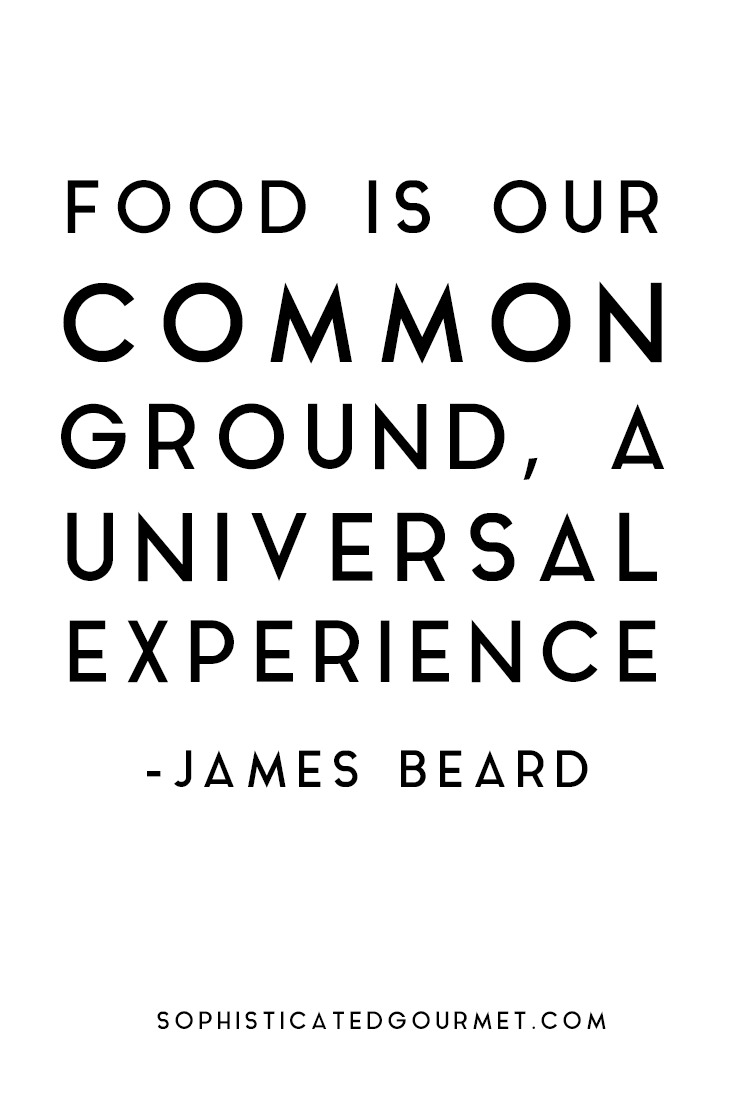 FOOD IS OUR
COMMON
GROUND, A
UNIVERSAL
EXPERIENCE
-JAMES BEARD
SOPHISTICATEDGOURMET.COM